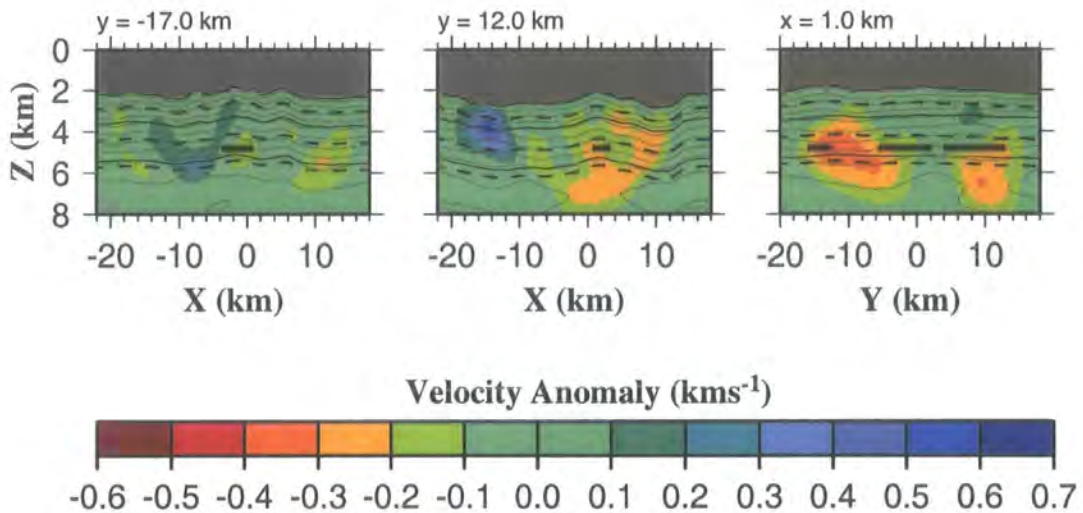 y = -17.0 km
y = 12.0 km
x = 1.0 km
0
2
4
6
8
Z (km)
-20 -10 0 10
-20 -10 0 10
-20 -10 0 10
X (km)
X (km)
Y (km)
Velocity Anomaly (kms-1)
-0.6 -0.5 -0.4 -0.3 -0.2 -0.1 0.0 0.1 0.2 0.3 0.4 0.5 0.6 0.7